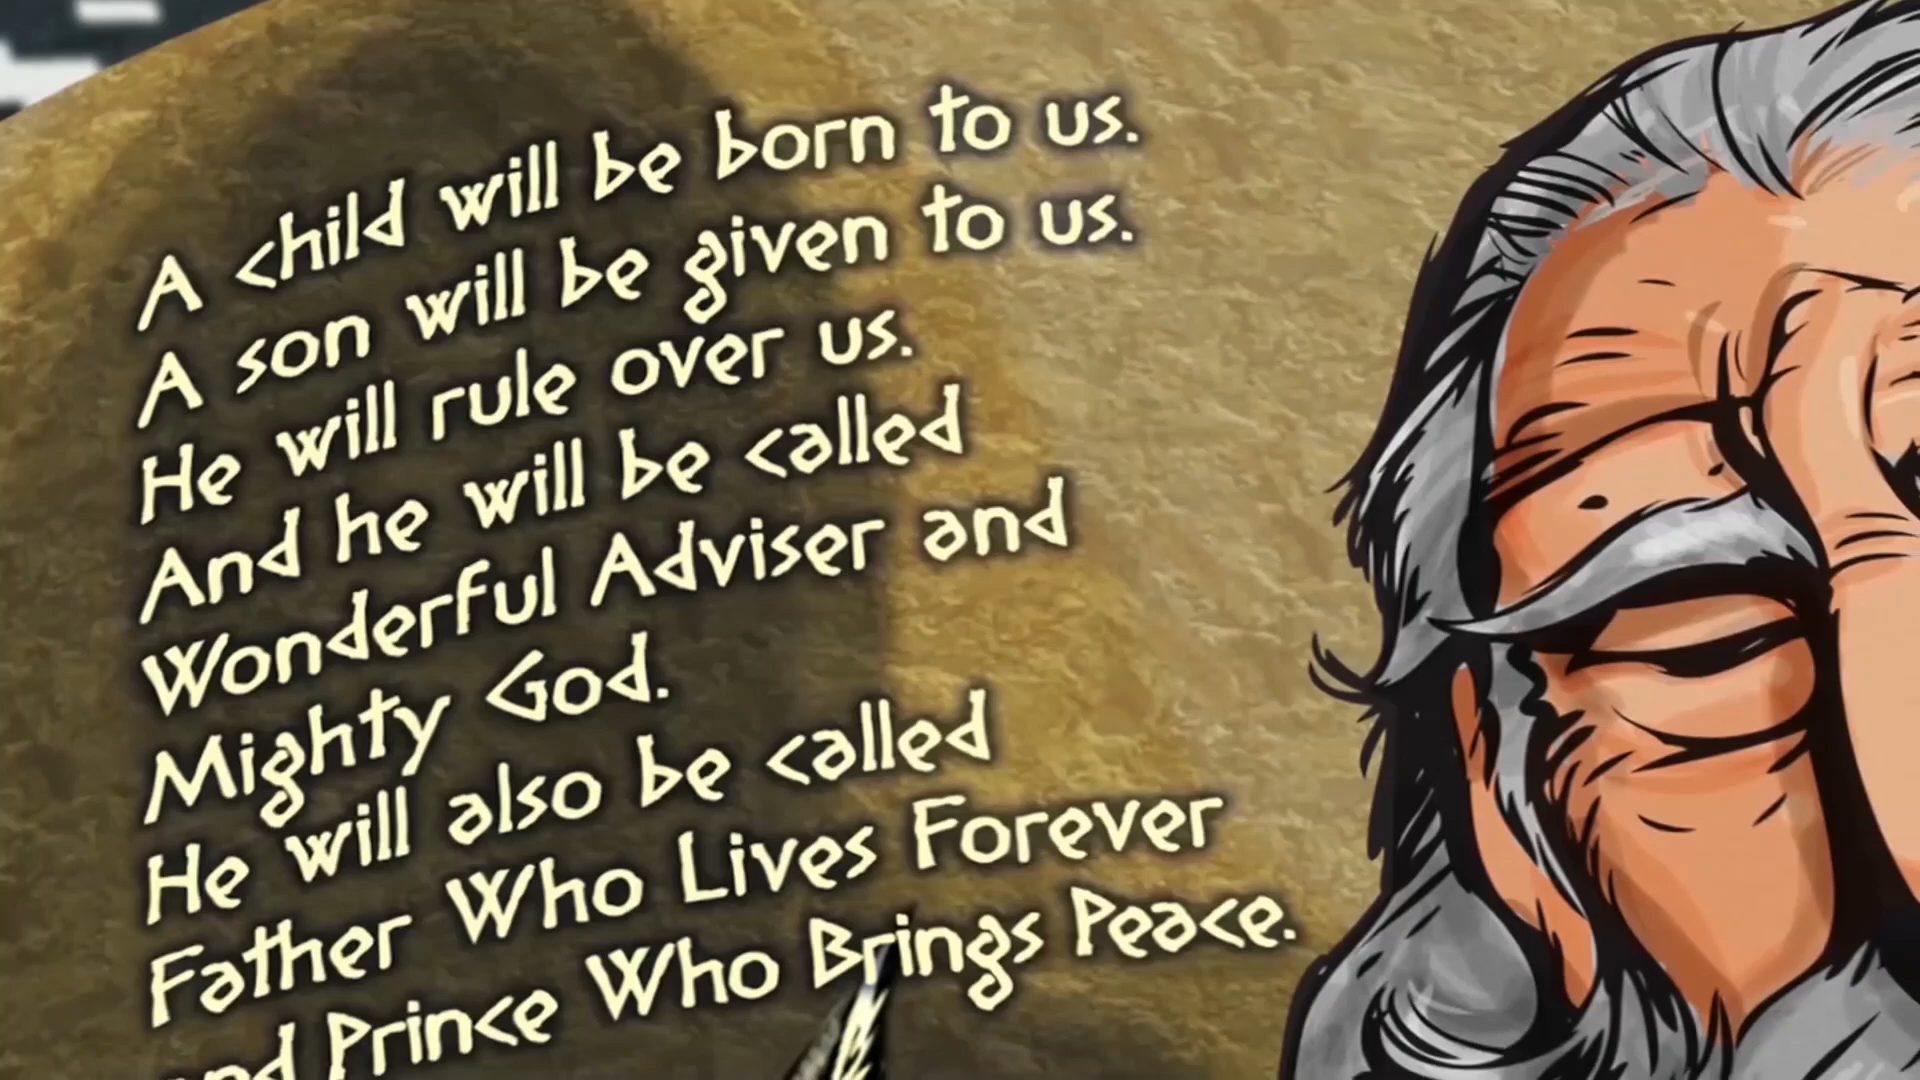 A child will be born to us.
A son will be given to us.
He will rule over us.
And he will be called
Wonderful Adviser and
Mighty God.
He will also be called
Father Who Lives Forever
and Prince Who Brings Peace.